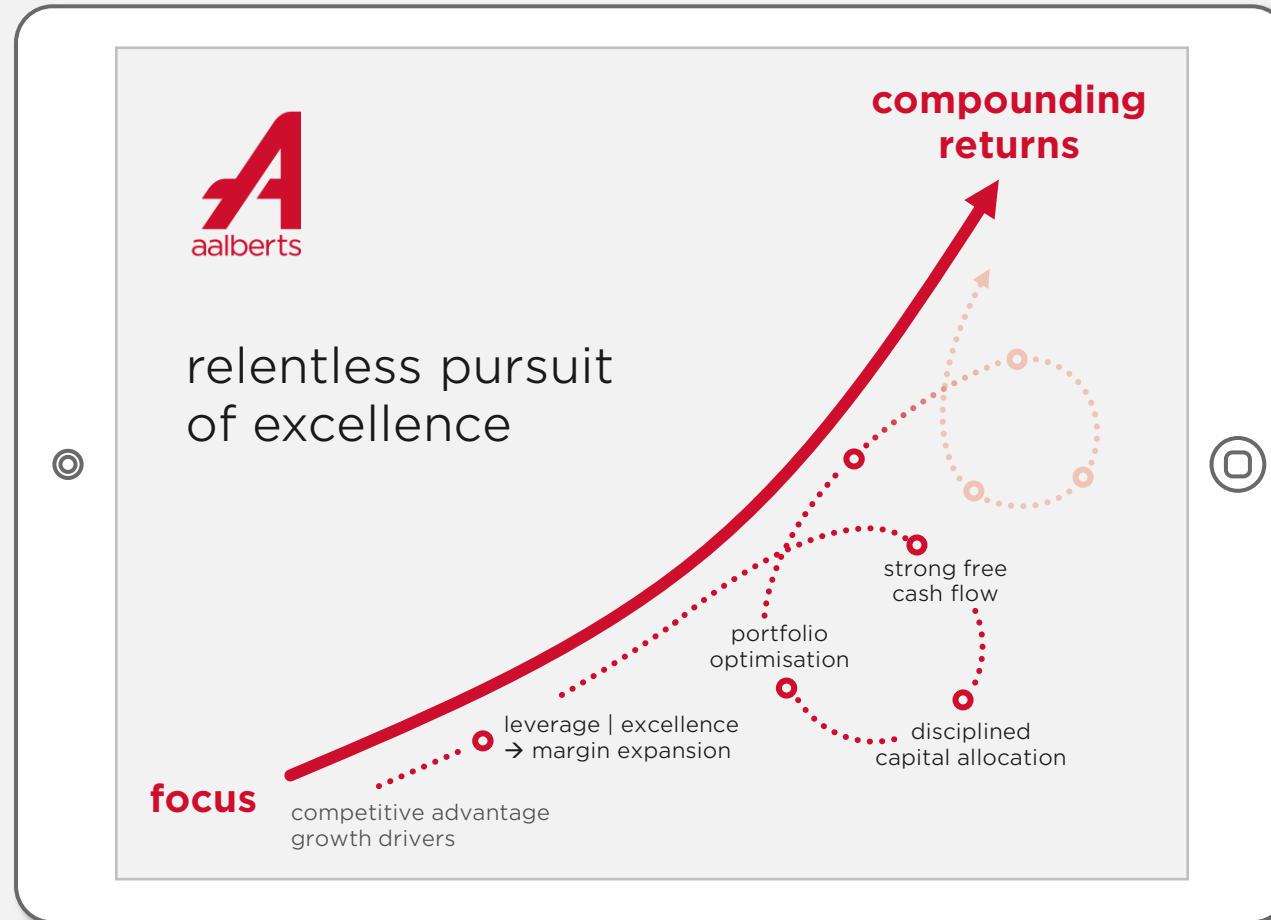 compounding
returns
aalberts
relentless pursuit
of excellence
strong free
cash flow
portfolio
optimisation
leverage | excellence
→ margin expansion
disciplined
capital allocation
focus
competitive advantage
growth drivers